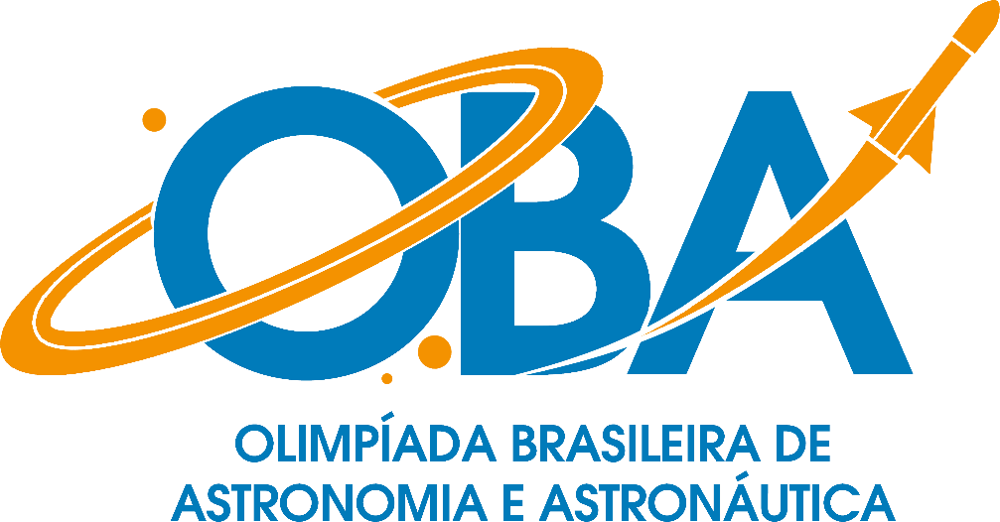 OBA
OLIMPÍADA BRASILEIRA DE
ASTRONOMIA E ASTRONÁUTICA